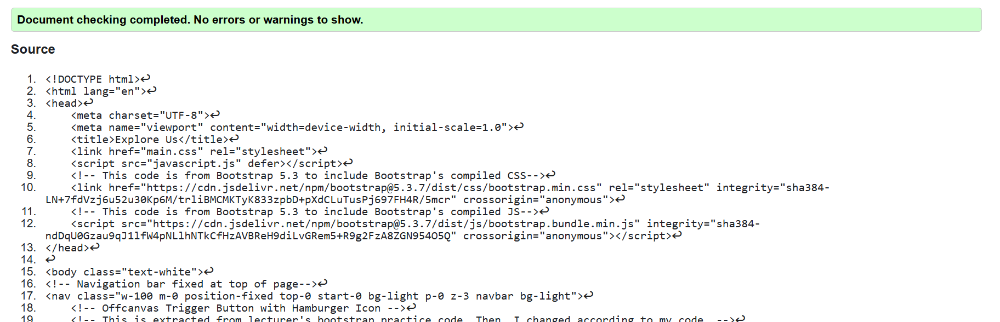 Document checking completed. No errors or warnings to show.
Source
1. <!DOCTYPE html>↩
2. <html lang="en">↩
3. <head>↩
4.     <meta charset="UTF-8">↩
5.     <meta name="viewport" content="width=device-width, initial-scale=1.0">↩
6.     <title>Explore Us</title>↩
7.     <link href="main.css" rel="stylesheet">↩
8.     <script src="javascript.js" defer></script>↩
9.     <!-- This code is from Bootstrap 5.3 to include Bootstrap's compiled CSS-->↩
10.     <link href="https://cdn.jsdelivr.net/npm/bootstrap@5.3.7/dist/css/bootstrap.min.css" rel="stylesheet" integrity="sha384-
LN+7fdVzj6u52u30Kp6M/trliBMCMKTyK833zpbD+pXdCLuTusPj697FH4R/5mcr" crossorigin="anonymous">↩
11.     <!-- This code is from Bootstrap 5.3 to include Bootstrap's compiled JS-->↩
12.     <script src="https://cdn.jsdelivr.net/npm/bootstrap@5.3.7/dist/js/bootstrap.bundle.min.js" integrity="sha384-
ndDqU0Gzau9qJ1lfW4pNLlhNTkCfHzAVBReH9diLvGRem5+R9g2FzA8ZGN954O5Q" crossorigin="anonymous"></script>↩
13. </head>↩
14. ↩
15. <body class="text-white">↩
16. <!-- Navigation bar fixed at top of page-->↩
17. <nav class="w-100 m-0 position-fixed top-0 start-0 bg-light p-0 z-3 navbar bg-light">↩
18.     <!-- Offcanvas Trigger Button with Hamburger Icon -->↩
19.     <!-- This is extracted from lecturer's bootstrap practice code. Then, I changed according to my code. -->↩